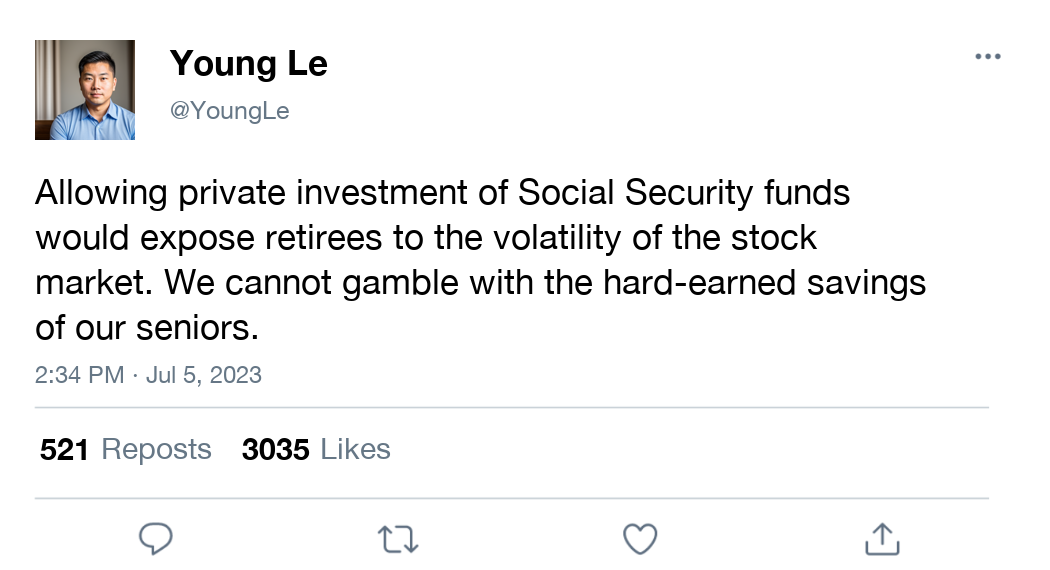 Young Le
@YoungLe
Allowing private investment of Social Security funds
would expose retirees to the volatility of the stock
market. We cannot gamble with the hard-earned savings
of our seniors.
2:34 PM · Jul 5, 2023
521 Reposts 3035 Likes